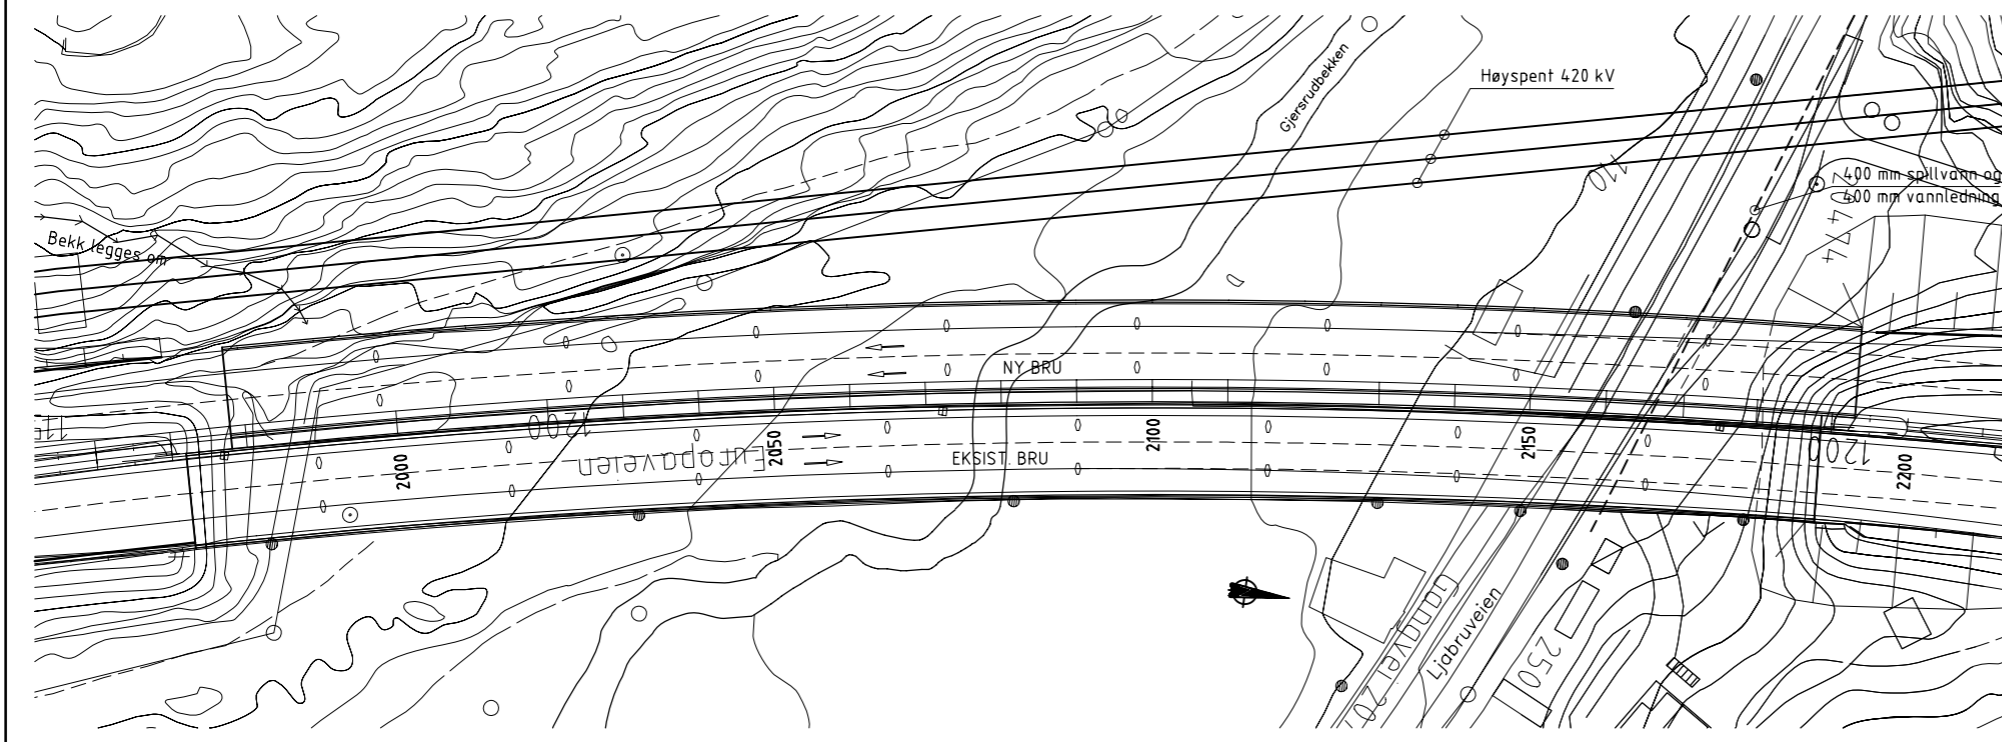 Høyspent 420 kV
Gjersrudbekken
110
400 mm spillvann og
400 mm vannledning
Bekk legges om
NY BRU
1200
2050
2100
2150
2000
Europaveien
EKSIST. BRU
1200
2200
Gangvei
Ljabruveien
250